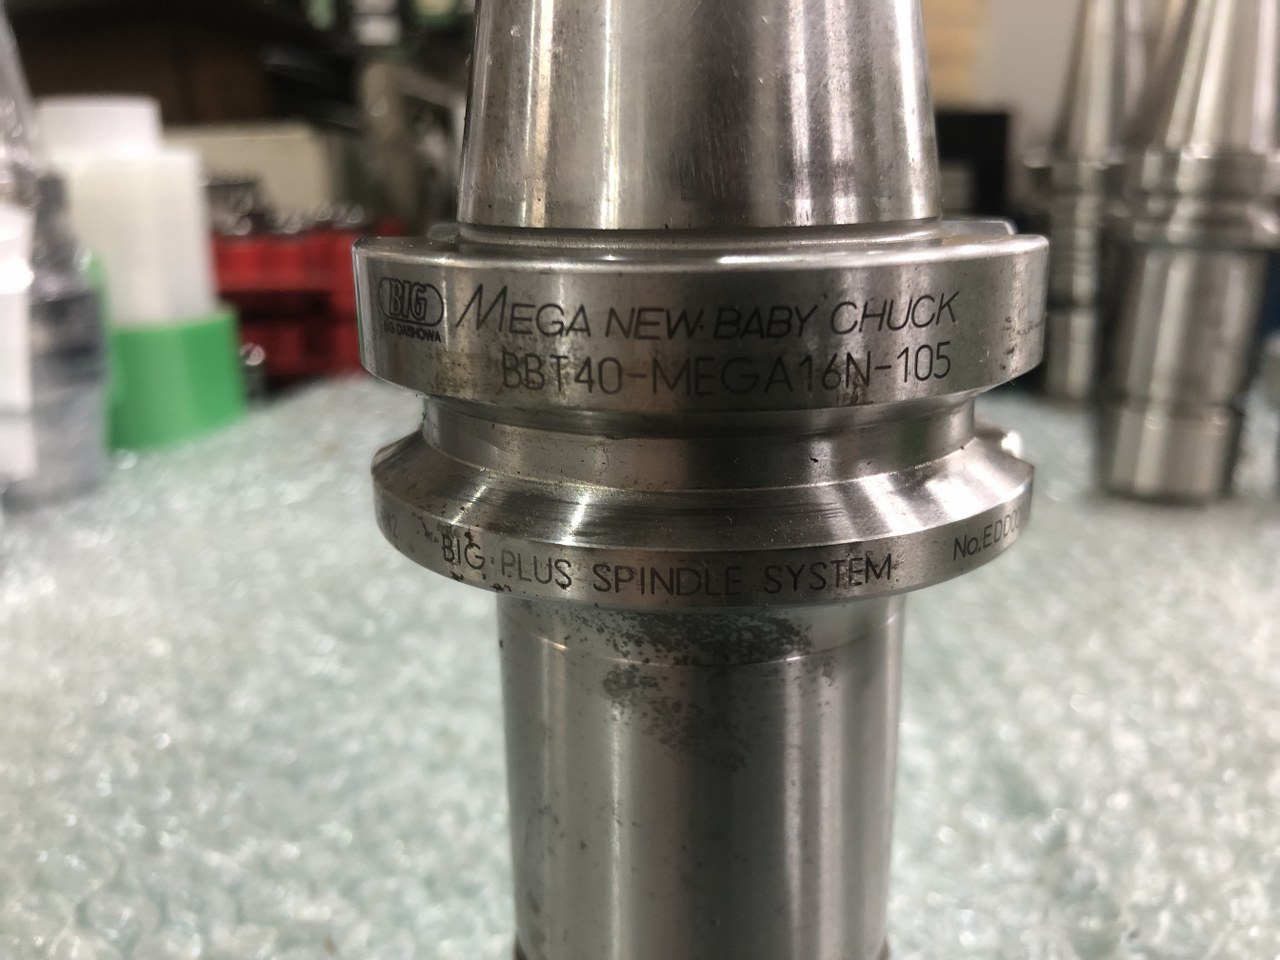 BIG
BIG DAISHOWA
MEGA NEW BABY CHUCK
BBT40-MEGA16N-105
BIG-PLUS SPINDLE SYSTEM